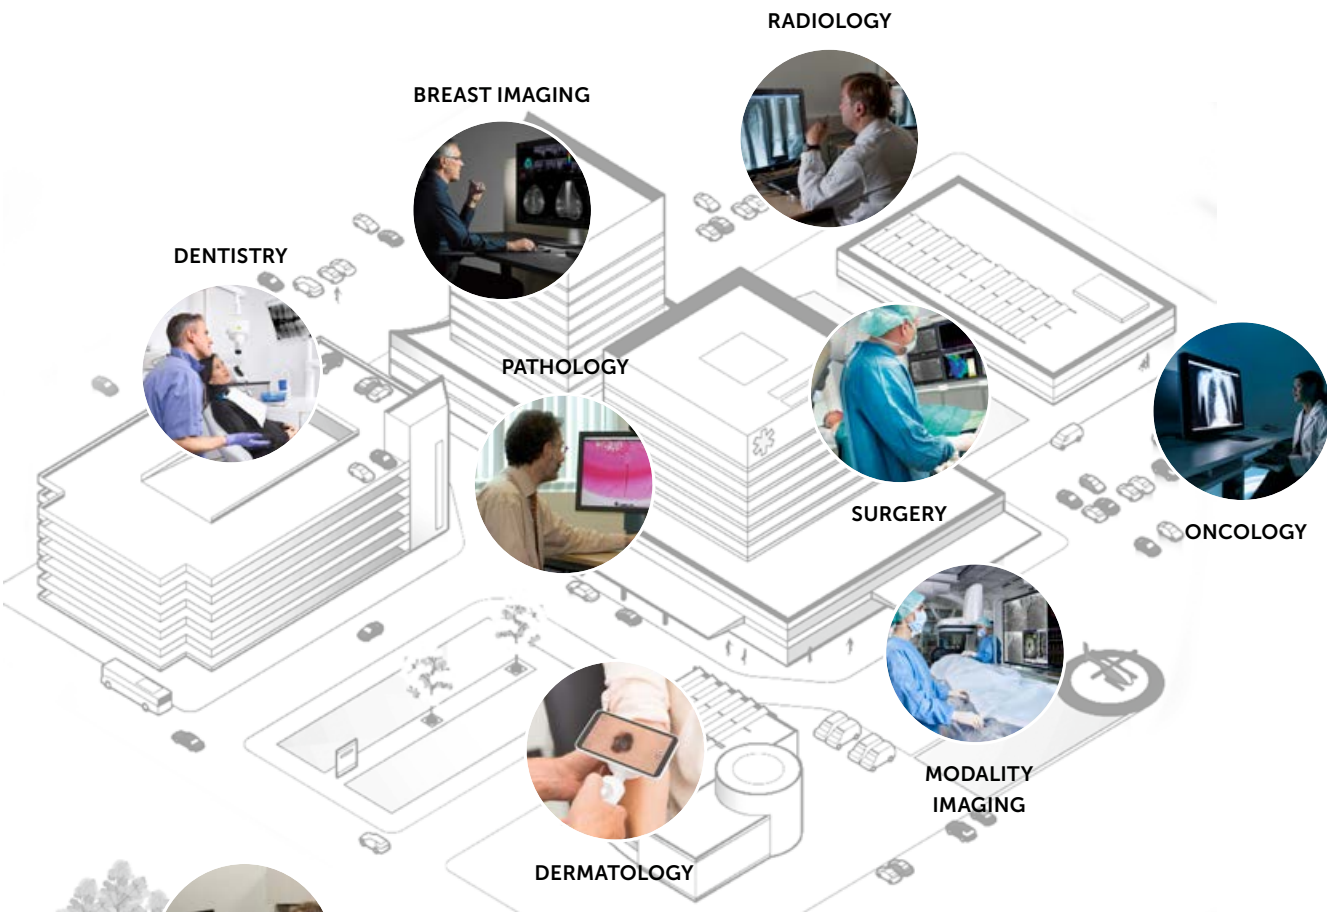 RADIOLOGY
BREAST IMAGING
DENTISTRY
PATHOLOGY
SURGERY
ONCOLOGY
MODALITY
IMAGING
DERMATOLOGY